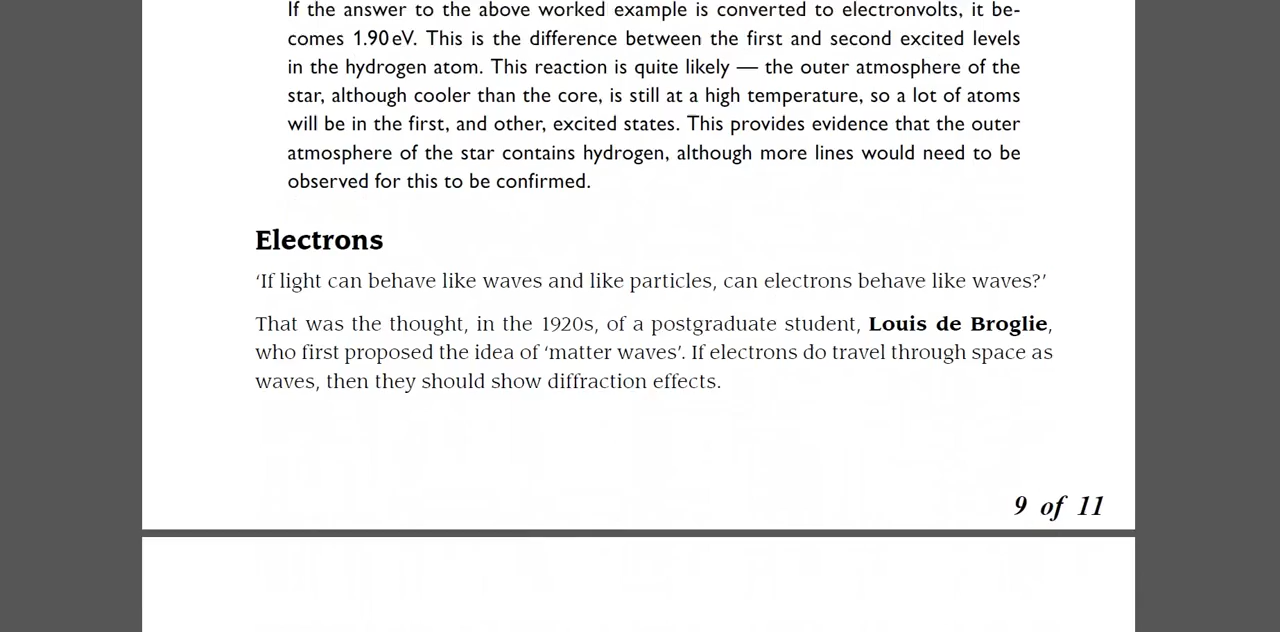 If the answer to the above worked example is converted to electronvolts, it be-
comes 1.90 eV. This is the difference between the first and second excited levels
in the hydrogen atom. This reaction is quite likely — the outer atmosphere of the
star, although cooler than the core, is still at a high temperature, so a lot of atoms
will be in the first, and other, excited states. This provides evidence that the outer
atmosphere of the star contains hydrogen, although more lines would need to be
observed for this to be confirmed.
Electrons
‘If light can behave like waves and like particles, can electrons behave like waves?’
That was the thought, in the 1920s, of a postgraduate student, Louis de Broglie,
who first proposed the idea of ‘matter waves’. If electrons do travel through space as
waves, then they should show diffraction effects.
9 of 11